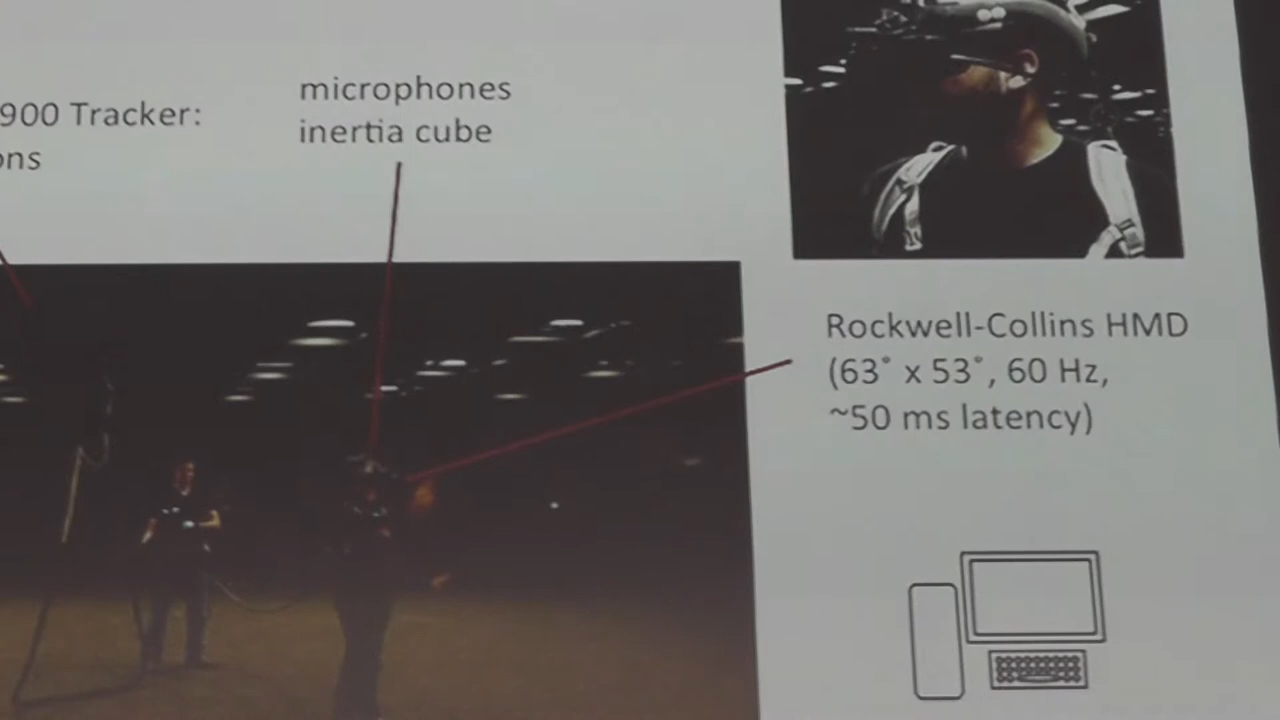 900 Tracker:
ons
microphones
inertia cube
Rockwell-Collins HMD
(63° x 53°, 60 Hz,
~50 ms latency)